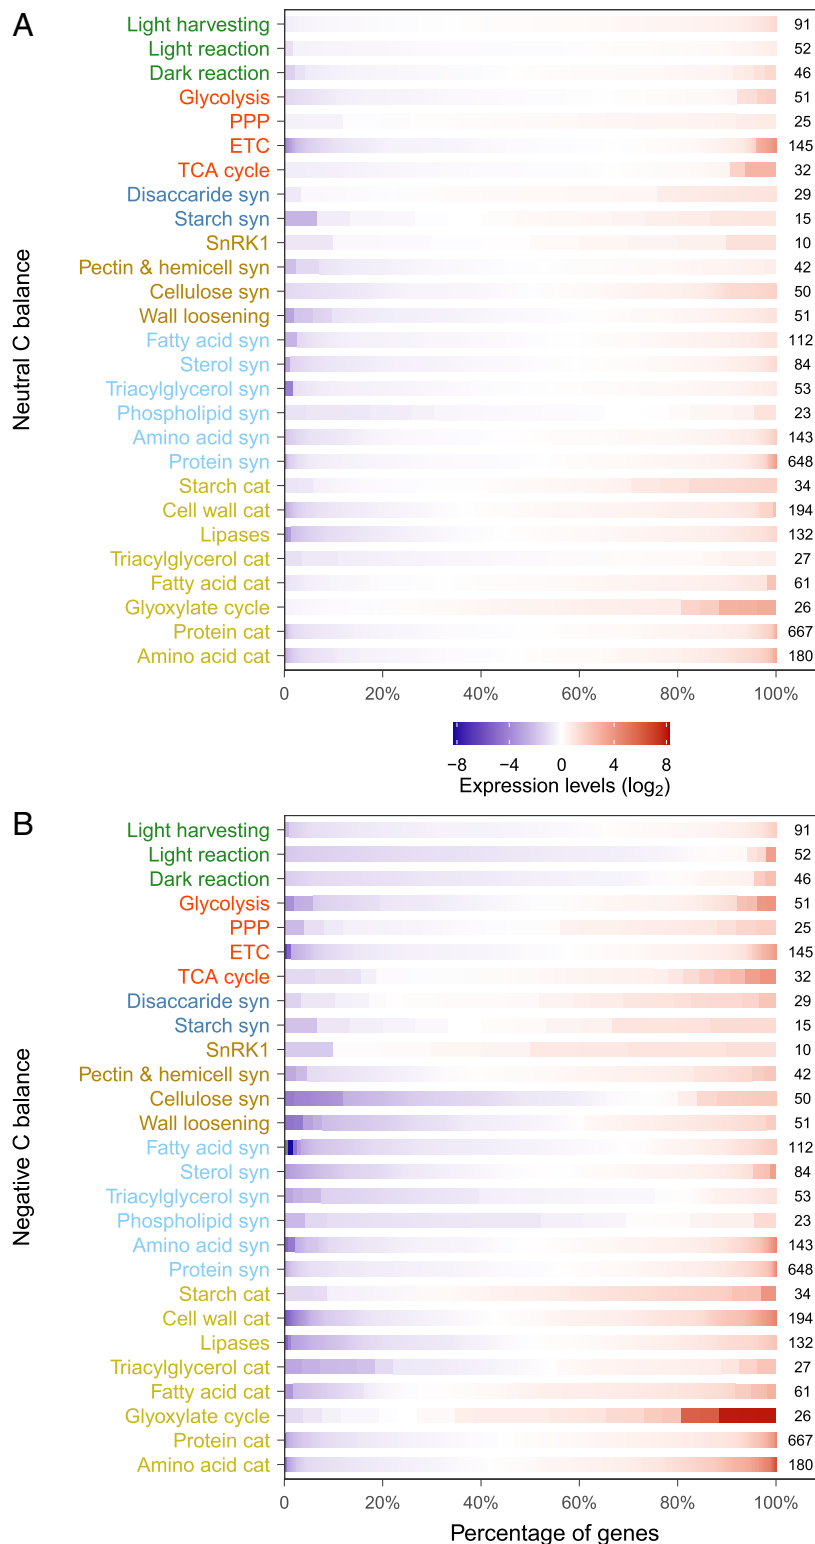 A
Neutral C balance
Light harvesting 91
Light reaction 52
Dark reaction 46
Glycolysis 51
PPP 25
ETC 145
TCA cycle 32
Disaccaride syn 29
Starch syn 15
SnRK1 10
Pectin & hemicell syn 42
Cellulose syn 50
Wall loosening 51
Fatty acid syn 112
Sterol syn 84
Triacylglycerol syn 53
Phospholipid syn 23
Amino acid syn 143
Protein syn 648
Starch cat 34
Cell wall cat 194
Lipases 132
Triacylglycerol cat 27
Fatty acid cat 61
Glyoxylate cycle 26
Protein cat 667
Amino acid cat 180
0 20% 40% 60% 80% 100%
−8 −4 0 4 8
Expression levels (log2)
B
Negative C balance
Light harvesting 91
Light reaction 52
Dark reaction 46
Glycolysis 51
PPP 25
ETC 145
TCA cycle 32
Disaccaride syn 29
Starch syn 15
SnRK1 10
Pectin & hemicell syn 42
Cellulose syn 50
Wall loosening 51
Fatty acid syn 112
Sterol syn 84
Triacylglycerol syn 53
Phospholipid syn 23
Amino acid syn 143
Protein syn 648
Starch cat 34
Cell wall cat 194
Lipases 132
Triacylglycerol cat 27
Fatty acid cat 61
Glyoxylate cycle 26
Protein cat 667
Amino acid cat 180
0 20% 40% 60% 80% 100%
Percentage of genes